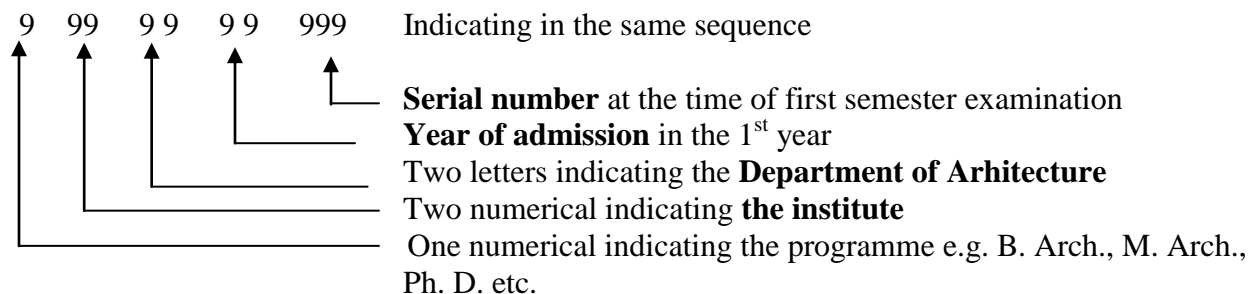 9 99 9 9 9 9 999 Indicating in the same sequence
Serial number at the time of first semester examination
Year of admission in the 1st year
Two letters indicating the Department of Arhitecture
Two numerical indicating the institute
One numerical indicating the programme e.g. B. Arch., M. Arch.,
Ph. D. etc.